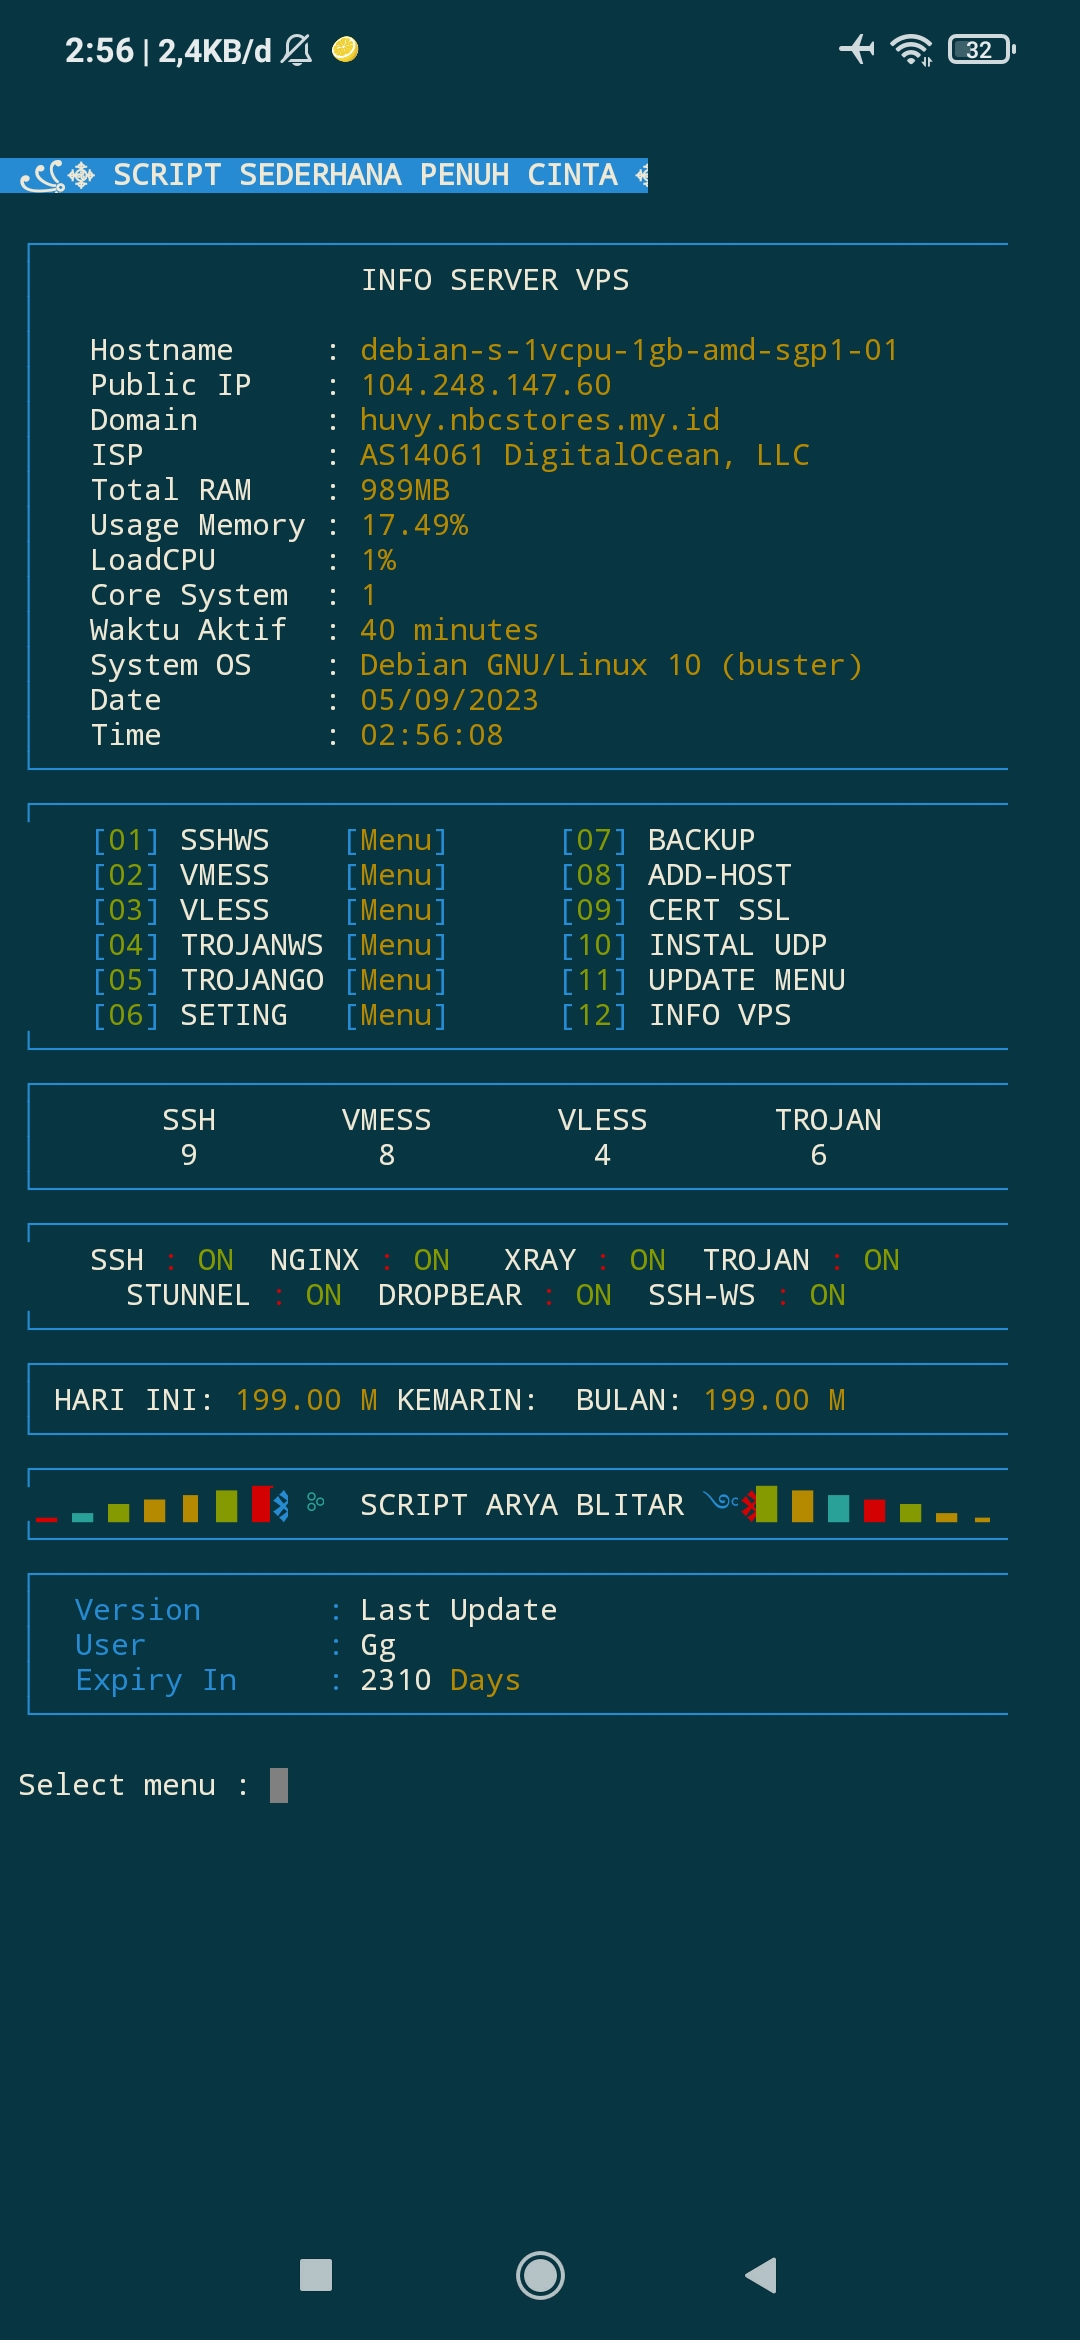 2:56 | 2,4KB/d
32
SCRIPT SEDERHANA PENUH CINTA
INFO SERVER VPS
Hostname : debian-s-1vcpu-1gb-amd-sgp1-01
Public IP : 104.248.147.60
Domain : huvy.nbcstores.my.id
ISP : AS14061 DigitalOcean, LLC
Total RAM : 989MB
Usage Memory : 17.49%
LoadCPU : 1%
Core System : 1
Waktu Aktif : 40 minutes
System OS : Debian GNU/Linux 10 (buster)
Date : 05/09/2023
Time : 02:56:08
[01] SSHWS [Menu] [07] BACKUP
[02] VMESS [Menu] [08] ADD-HOST
[03] VLESS [Menu] [09] CERT SSL
[04] TROJANWS [Menu] [10] INSTAL UDP
[05] TROJANGO [Menu] [11] UPDATE MENU
[06] SETING [Menu] [12] INFO VPS
SSH VMESS VLESS TROJAN
9 8 4 6
SSH : ON NGINX : ON XRAY : ON TROJAN : ON
STUNNEL : ON DROPBEAR : ON SSH-WS : ON
HARI INI: 199.00 M KEMARIN: BULAN: 199.00 M
SCRIPT ARYA BLITAR
Version : Last Update
User : Gg
Expiry In : 2310 Days
Select menu :